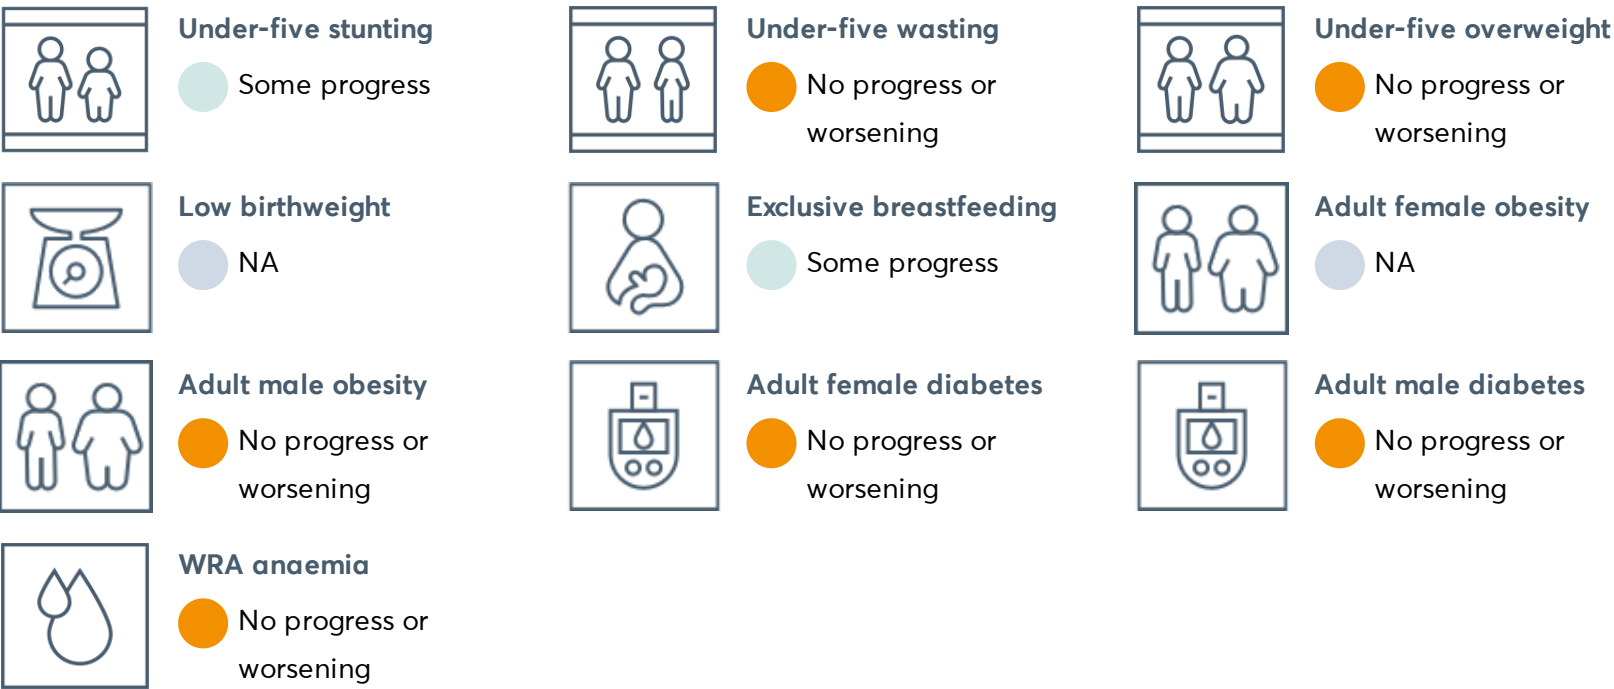 Under-five stunting
Some progress
Under-five wasting
No progress or
worsening
Under-five overweight
No progress or
worsening
Low birthweight
NA
Exclusive breastfeeding
Some progress
Adult female obesity
NA
Adult male obesity
No progress or
worsening
Adult female diabetes
No progress or
worsening
Adult male diabetes
No progress or
worsening
WRA anaemia
No progress or
worsening